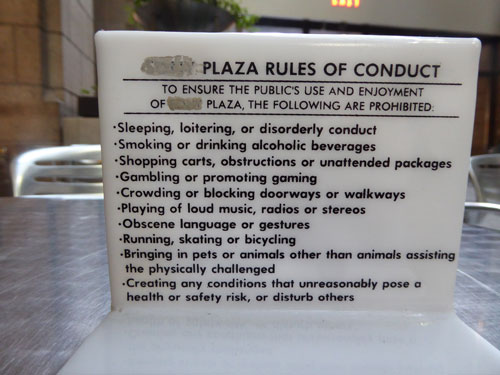 PLAZA RULES OF CONDUCT
TO ENSURE THE PUBLIC'S USE AND ENJOYMENT
OF PLAZA, THE FOLLOWING ARE PROHIBITED:
·Sleeping, loitering, or disorderly conduct
·Smoking or drinking alcoholic beverages
·Shopping carts, obstructions or unattended packages
·Gambling or promoting gaming
·Crowding or blocking doorways or walkways
·Playing of loud music, radios or stereos
·Obscene language or gestures
·Running, skating or bicycling
·Bringing in pets or animals other than animals assisting
the physically challenged
·Creating any conditions that unreasonably pose a
health or safety risk, or disturb others